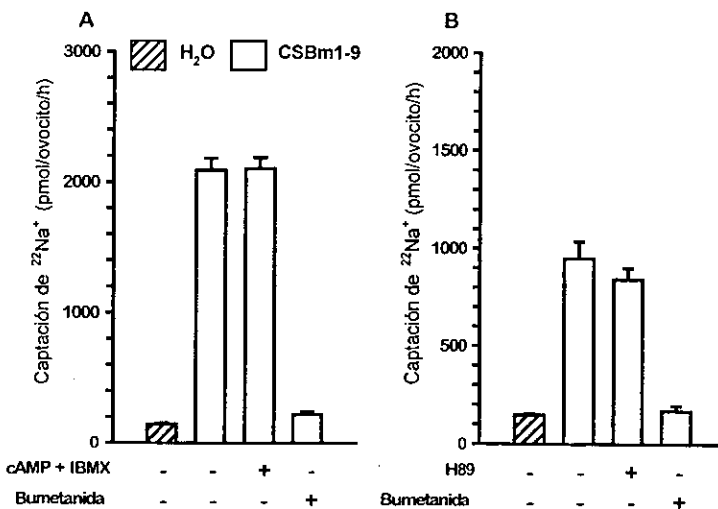 A
H₂O CSBm1-9
Captación de ²²Na⁺ (pmol/ovocito/h)
3000
2000
1000
0
cAMP + IBMX - - + -
Bumetanida - - - +
B
Captación de ²²Na⁺ (pmol/ovocito/h)
2000
1500
1000
500
0
H89 - - + -
Bumetanida - - - +